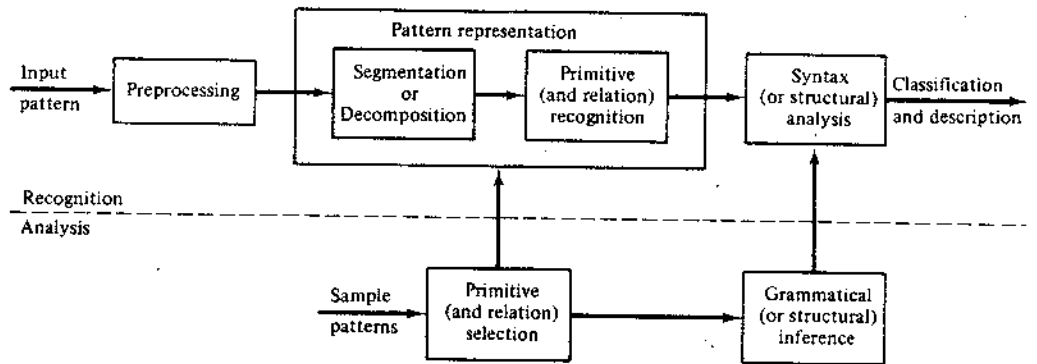 Pattern representation
Input
pattern
Preprocessing
Segmentation
or
Decomposition
Primitive
(and relation)
recognition
Syntax
(or structural)
analysis
Classification
and description
Recognition
Analysis
Sample
patterns
Primitive
(and relation)
selection
Grammatical
(or structural)
inference